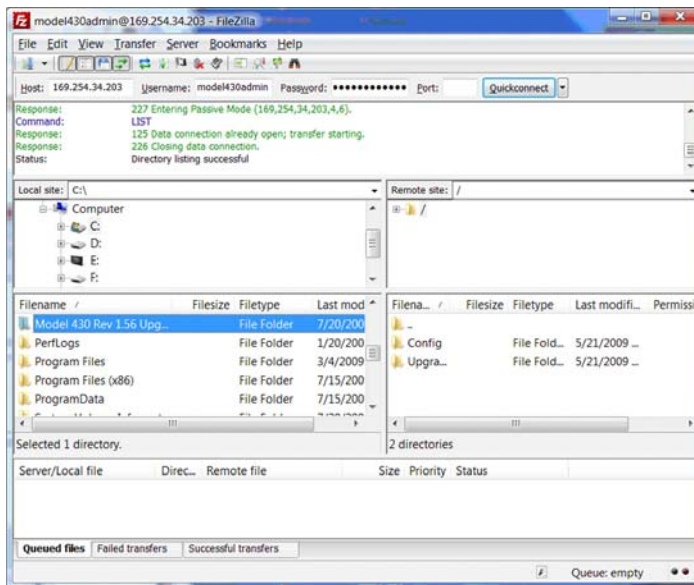 model430admin@169.254.34.203 - FileZilla
File Edit View Transfer Server Bookmarks Help
Host: 169.254.34.203 Username: model430admin Password: •••••••••••• Port: Quickconnect
Response: 227 Entering Passive Mode (169,254,34,203,4,6).
Command: LIST
Response: 125 Data connection already open; transfer starting.
Response: 226 Closing data connection.
Status: Directory listing successful
Local site: C:\ Remote site: /
Computer /
C:
D:
E:
F:
Filename / Filesize Filetype Last mod Filena... / Filesize Filetype Last modifi... Permissi
Model 430 Rev 1.56 Upg... File Folder 7/20/200 ..
PerfLogs File Folder 1/20/200 Config File Fold... 5/21/2009 ...
Program Files File Folder 3/4/2009 Upgra... File Fold... 5/21/2009 ...
Program Files (x86) File Folder 7/15/200
ProgramData File Folder 7/15/200
Selected 1 directory. 2 directories
Server/Local file Direc... Remote file Size Priority Status
Queued files Failed transfers Successful transfers
Queue: empty